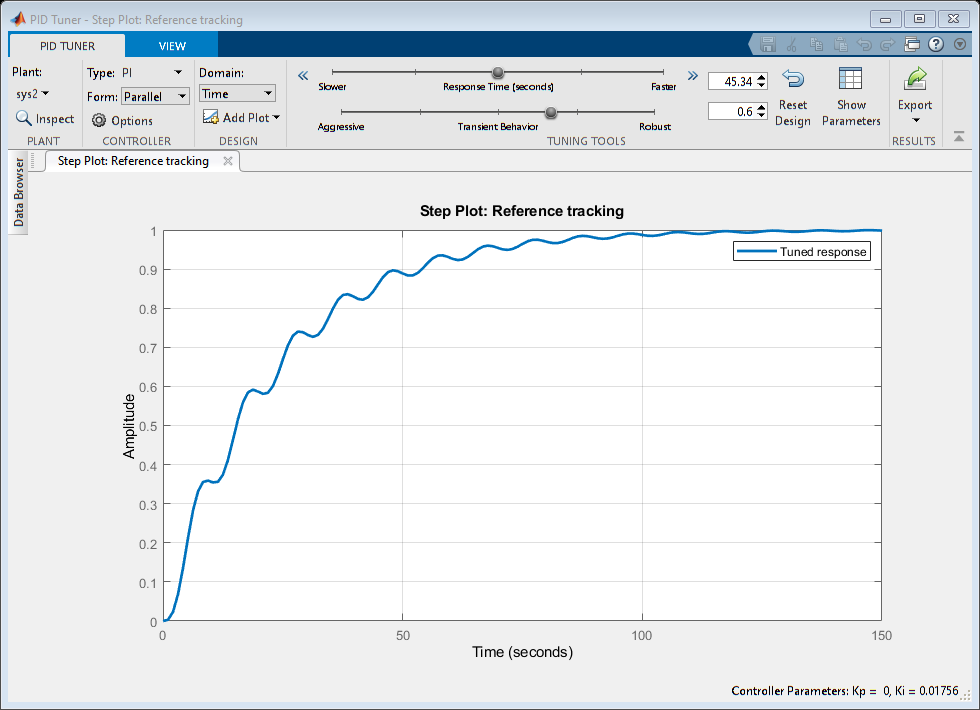 PID Tuner - Step Plot: Reference tracking
PID TUNER
VIEW
Plant:
sys2
Inspect
PLANT
Type: PI
Form: Parallel
Options
CONTROLLER
Domain:
Time
Add Plot
DESIGN
Slower
Response Time (seconds)
Faster
45.34
Aggressive
Transient Behavior
Robust
0.6
TUNING TOOLS
Reset
Design
Show
Parameters
Export
RESULTS
Data Browser
Step Plot: Reference tracking
Step Plot: Reference tracking
Tuned response
Amplitude
1
0.9
0.8
0.7
0.6
0.5
0.4
0.3
0.2
0.1
0
0
50
100
150
Time (seconds)
Controller Parameters: Kp = 0, Ki = 0.01756